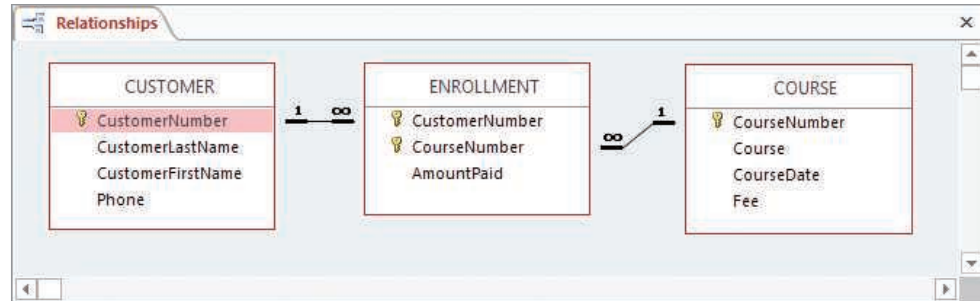 Relationships
CUSTOMER
CustomerNumber
CustomerLastName
CustomerFirstName
Phone
1 ∞
ENROLLMENT
CustomerNumber
CourseNumber
AmountPaid
∞ 1
COURSE
CourseNumber
Course
CourseDate
Fee